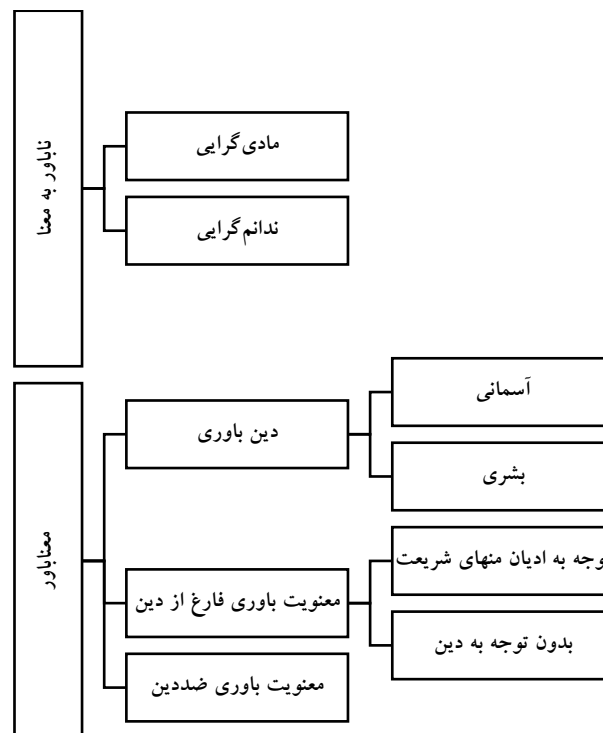 ناباور به معنا
مادی‌گرایی
ندانم‌گرایی
معناباور
دین باوری
آسمانی
بشری
معنویت باوری فارغ از دین
وجه به ادیان منهای شریعت
بدون توجه به دین
معنویت باوری ضددین